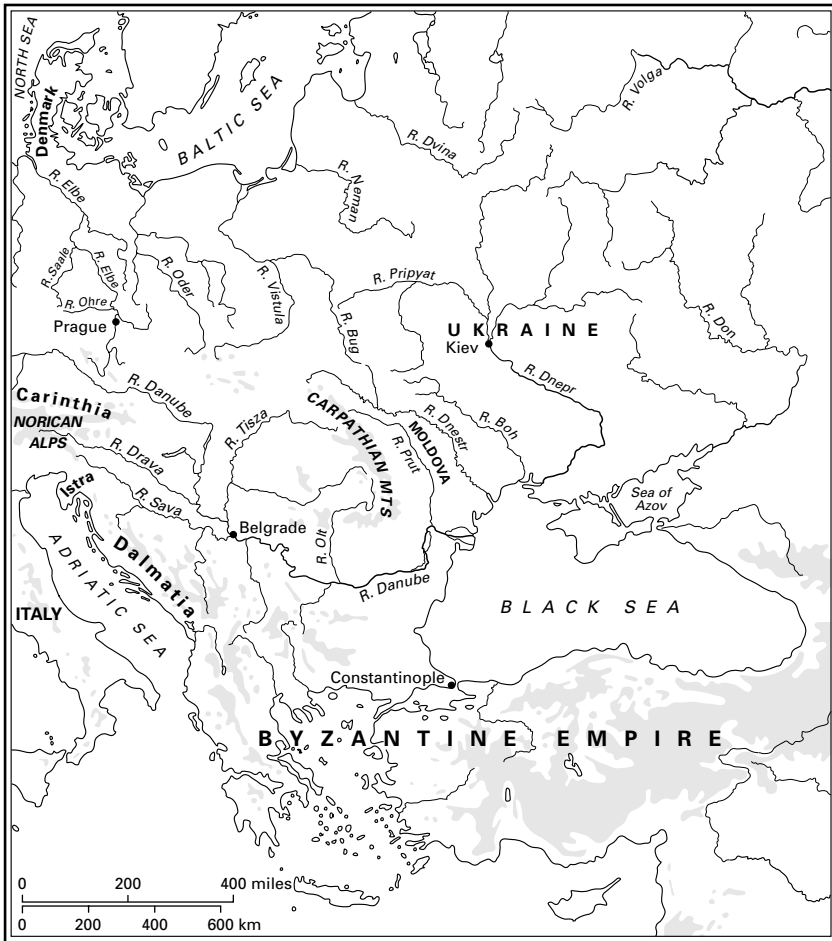 NORTH SEA
Denmark
BALTIC SEA
R. Volga
R. Dvina
R. Neman
R. Elbe
R. Saale
R. Elbe
R. Oder
R. Vistula
R. Ohre
Prague
R. Pripyat
R. Bug
UKRAINE
Kiev
R. Don
R. Dnepr
Carinthia
NORICAN
ALPS
R. Danube
R. Tisza
CARPATHIAN MTS
MOLDOVA
R. Prut
R. Dnestr
R. Boh
R. Drava
R. Sava
Istra
Sea of
Azov
Belgrade
R. Olt
Dalmatia
ADRIATIC SEA
ITALY
R. Danube
BLACK SEA
Constantinople
BYZANTINE EMPIRE
0 200 400 miles
0 200 400 600 km